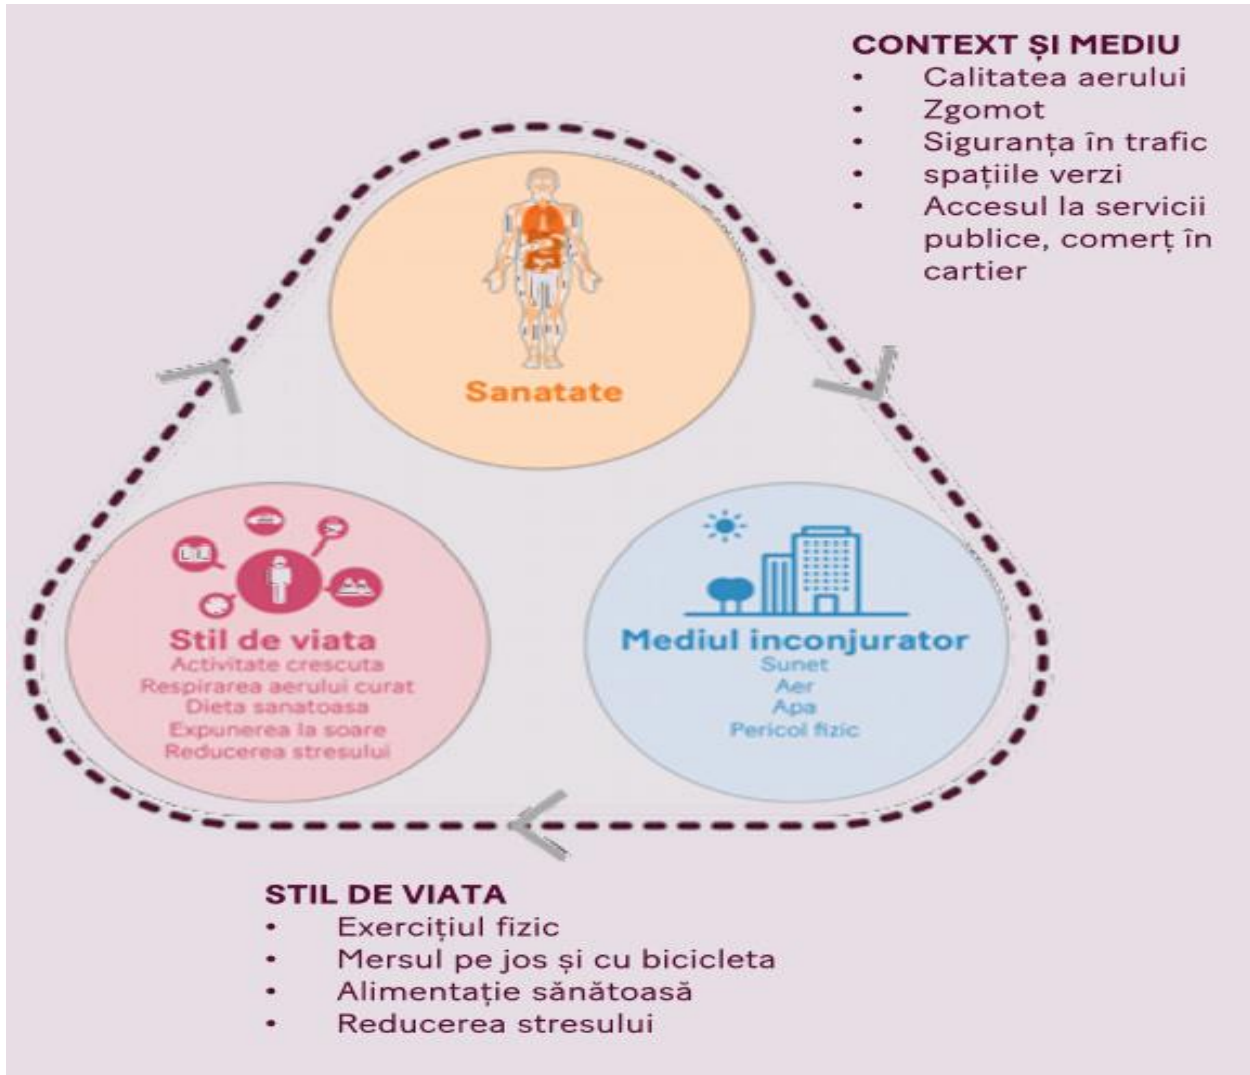 CONTEXT ȘI MEDIU
• Calitatea aerului
• Zgomot
• Siguranța în trafic
• spațiile verzi
• Accesul la servicii
publice, comerț în
cartier
Sanatate
Stil de viata
Activitate crescuta
Respirarea aerului curat
Dieta sanatoasa
Expunerea la soare
Reducerea stresului
Mediul inconjurator
Sunet
Aer
Apa
Pericol fizic
STIL DE VIATA
• Exercițiul fizic
• Mersul pe jos și cu bicicleta
• Alimentație sănătoasă
• Reducerea stresului